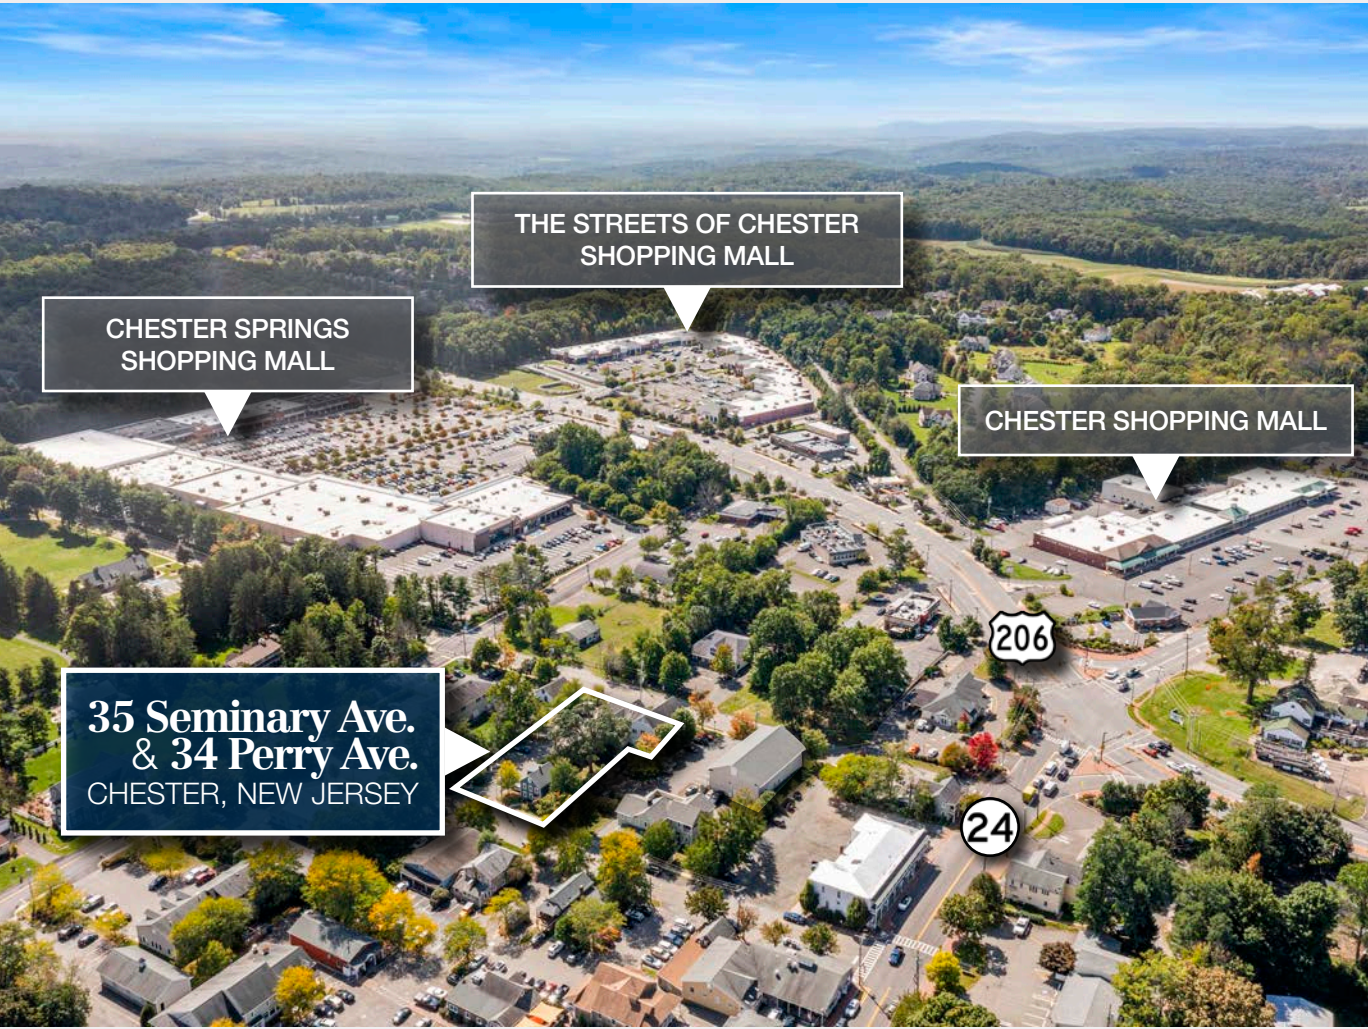 THE STREETS OF CHESTER
SHOPPING MALL
CHESTER SPRINGS
SHOPPING MALL
CHESTER SHOPPING MALL
206
35 Seminary Ave.
& 34 Perry Ave.
CHESTER, NEW JERSEY
24